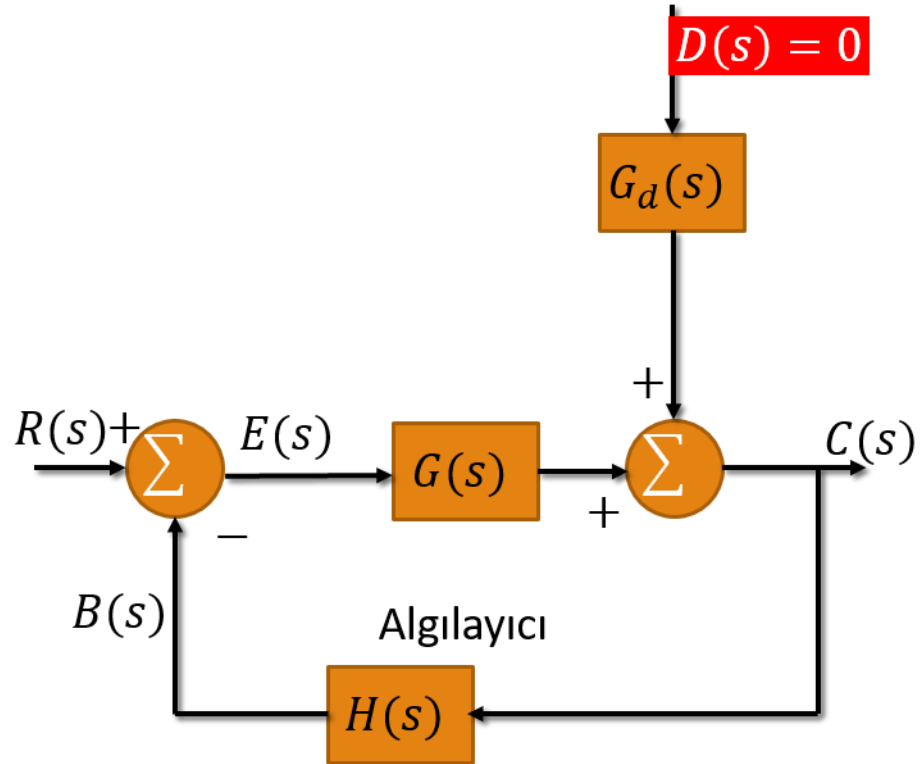 D(s) = 0
G_d(s)
+
R(s)+
∑
E(s)
G(s)
+
∑
C(s)
−
B(s)
Algılayıcı
H(s)